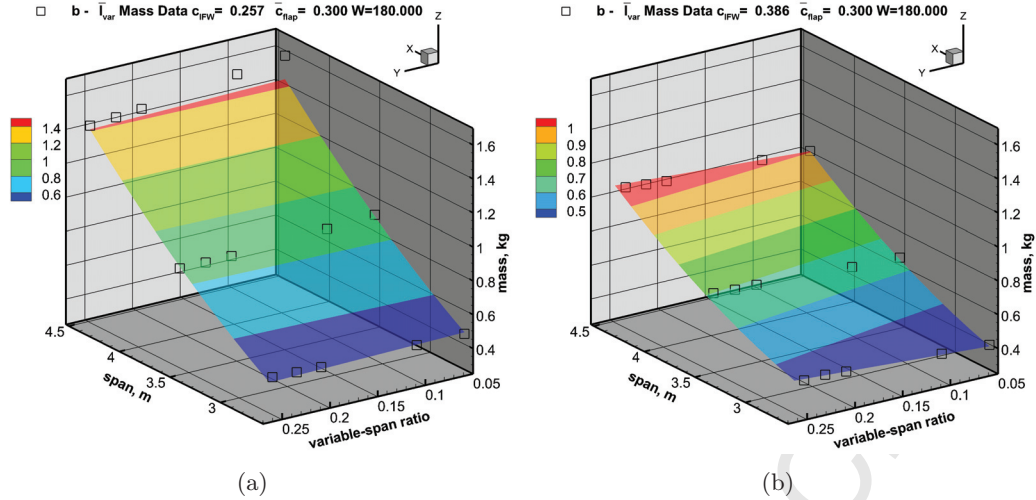 b - l̅var Mass Data cIFW= 0.257 c̅flap= 0.300 W=180.000
Z
X
Y
1.4
1.2
1
0.8
0.6
1.6
1.4
1.2
1
0.8
0.6
0.4
mass, kg
4.5
4
3.5
3
span, m
0.25
0.2
0.15
0.1
0.05
variable-span ratio
(a)
b - l̅var Mass Data cIFW= 0.386 c̅flap= 0.300 W=180.000
Z
X
Y
1
0.9
0.8
0.7
0.6
0.5
1.6
1.4
1.2
1
0.8
0.6
0.4
mass, kg
4.5
4
3.5
3
span, m
0.25
0.2
0.15
0.1
0.05
variable-span ratio
(b)